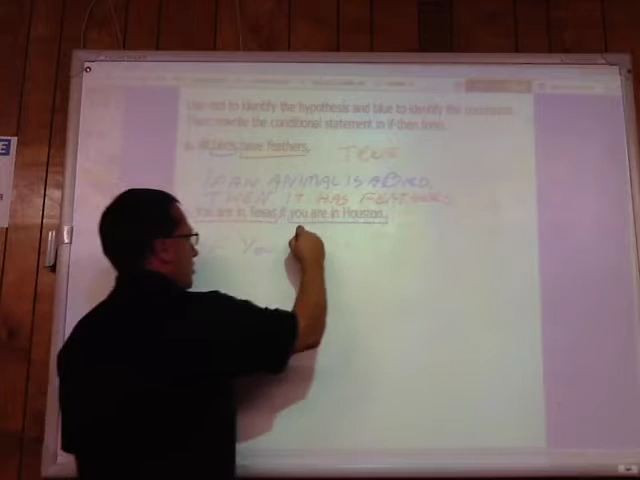 Use red to identify the hypothesis and blue to identify the conclusion.
Then rewrite the conditional statement in if-then form.
a. All birds have feathers. TRUE
IF AN ANIMAL IS A BIRD,
THEN IT HAS FEATHERS
You are in Texas if you are in Houston.
IF You
E